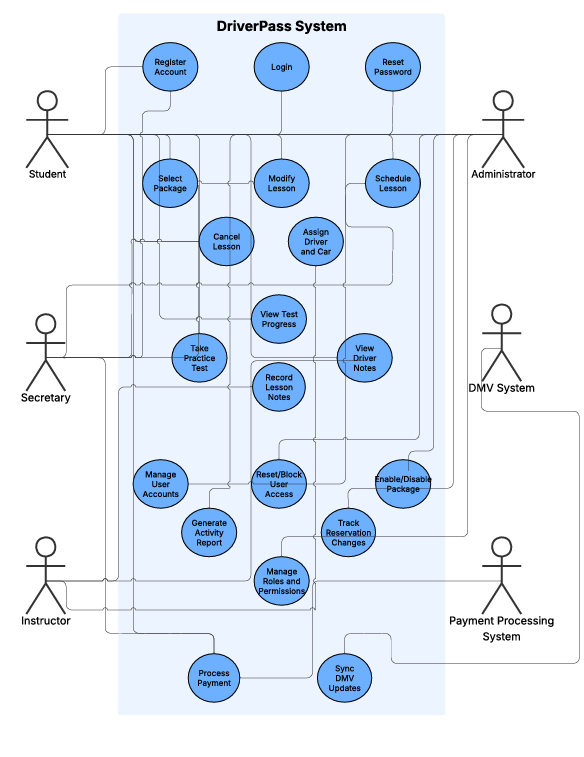 DriverPass System
Register
Account
Login
Reset
Password
Student
Administrator
Select
Package
Modify
Lesson
Schedule
Lesson
Cancel
Lesson
Assign
Driver
and Car
View Test
Progress
Take
Practice
Test
View
Driver
Notes
Secretary
DMV System
Record
Lesson
Notes
Manage
User
Accounts
Reset/Block
User
Access
Enable/Disable
Package
Generate
Activity
Report
Track
Reservation
Changes
Manage
Roles and
Permissions
Instructor
Payment Processing
System
Process
Payment
Sync
DMV
Updates